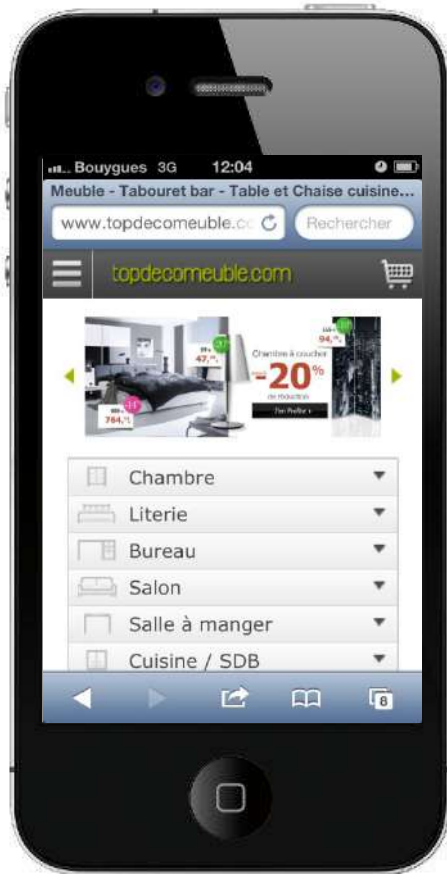 Bouygues 3G 12:04
Meuble - Tabouret bar - Table et Chaise cuisine...
www.topdecomeuble.co
Rechercher
topdecomeuble.com
Chambre à coucher
-20%
de réduction
47,
94,
764,
Chambre
Literie
Bureau
Salon
Salle à manger
Cuisine / SDB
8